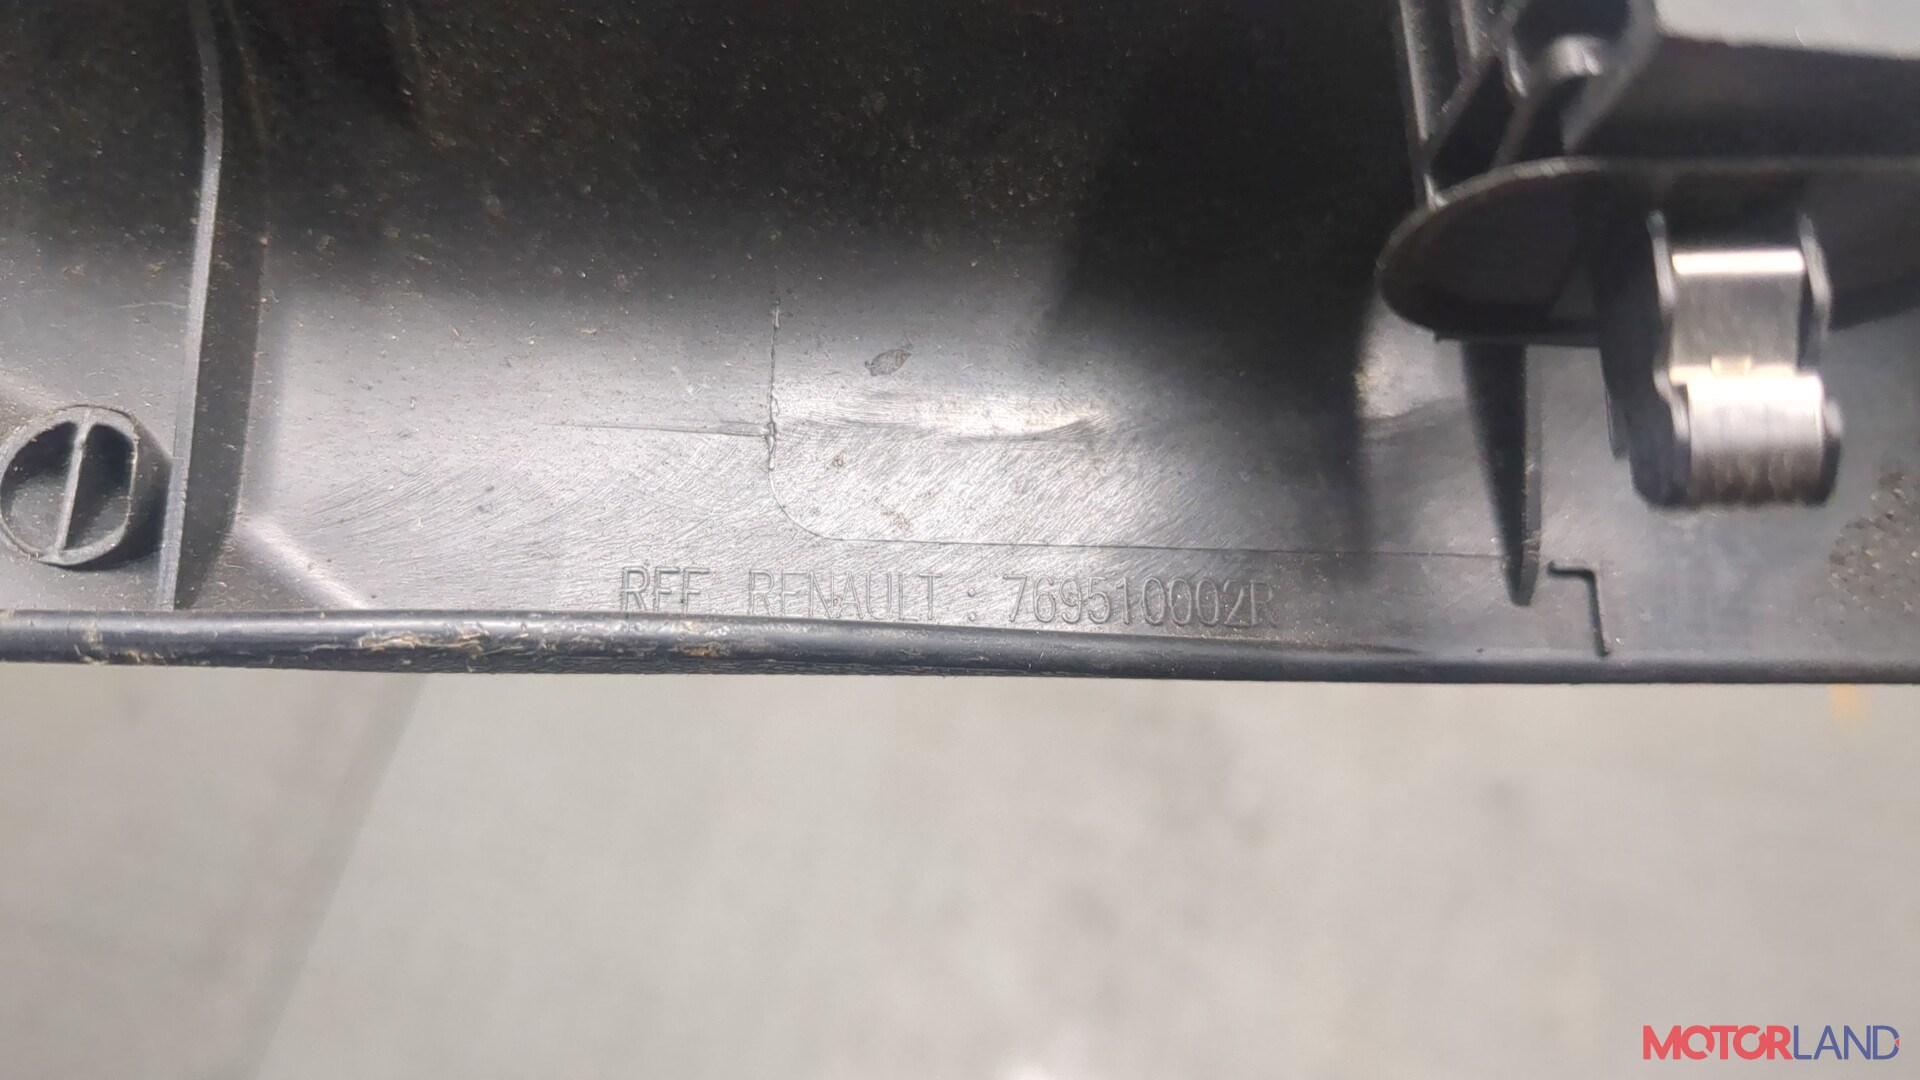 REF RENAULT : 769510002R
MOTORLAND